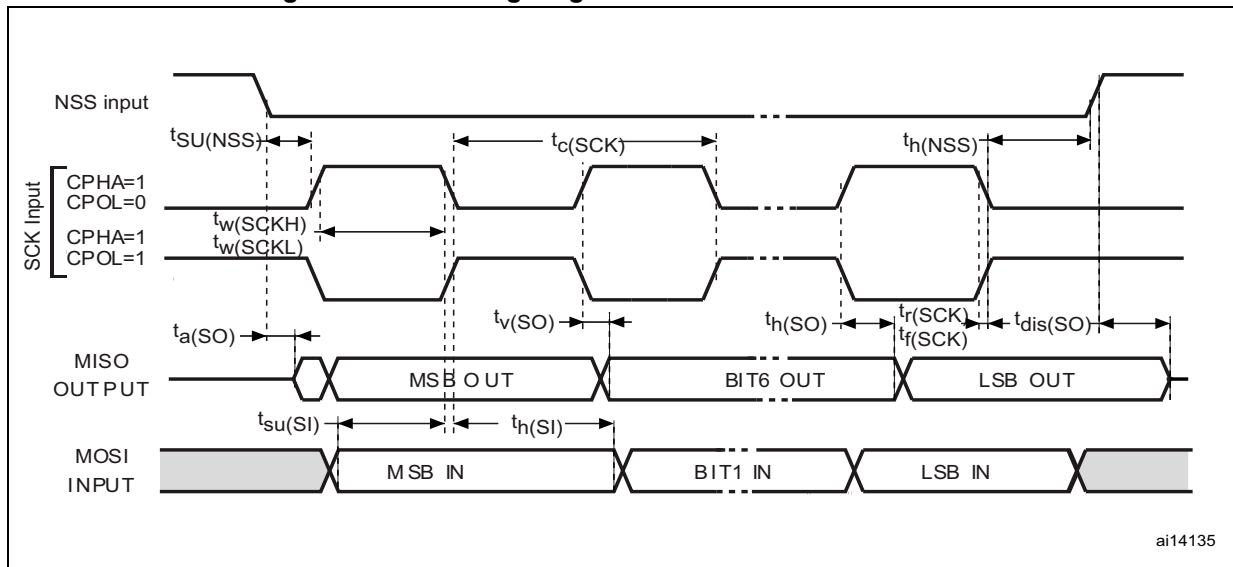 NSS input
tSU(NSS)
tc(SCK)
th(NSS)
SCK Input
CPHA=1
CPOL=0
CPHA=1
CPOL=1
tw(SCKH)
tw(SCKL)
ta(SO)
tv(SO)
th(SO)
tr(SCK)
tf(SCK)
tdis(SO)
MISO
OUTPUT
MSB OUT
BIT6 OUT
LSB OUT
tsu(SI)
th(SI)
MOSI
INPUT
MSB IN
BIT1 IN
LSB IN
ai14135